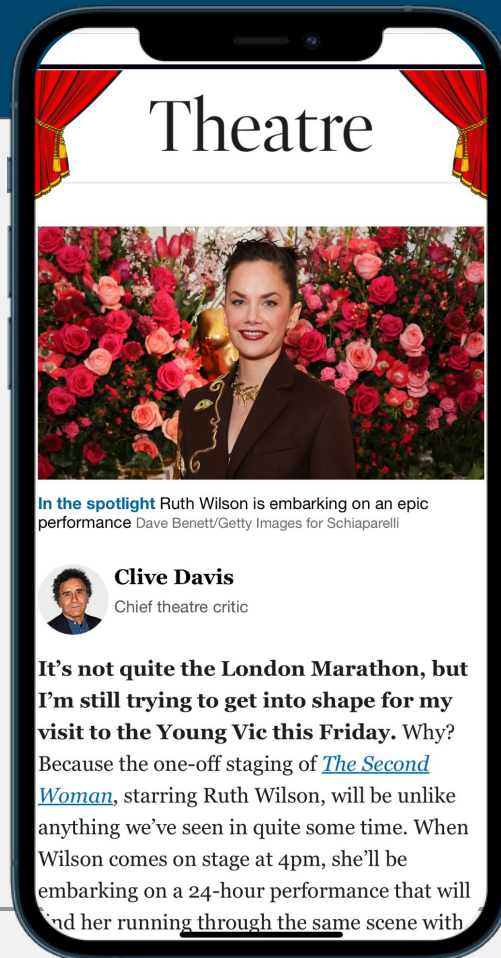 Theatre
In the spotlight Ruth Wilson is embarking on an epic
performance Dave Benett/Getty Images for Schiaparelli
Clive Davis
Chief theatre critic
It’s not quite the London Marathon, but
I’m still trying to get into shape for my
visit to the Young Vic this Friday. Why?
Because the one-off staging of The Second
Woman, starring Ruth Wilson, will be unlike
anything we’ve seen in quite some time. When
Wilson comes on stage at 4pm, she’ll be
embarking on a 24-hour performance that will
find her running through the same scene with